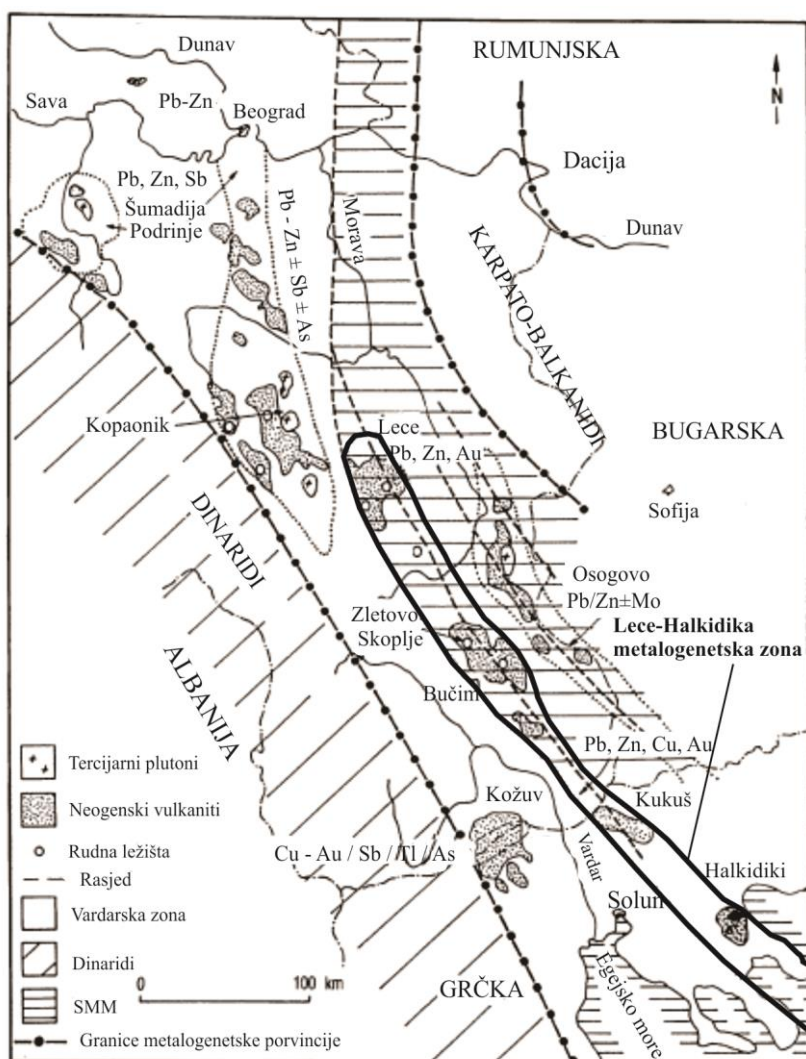 RUMUNJSKA
Dunav
N
Sava
Pb-Zn
Beograd
Dacija
Pb, Zn, Sb
Šumadija
Podrinje
Pb - Zn ± Sb ± As
Morava
Dunav
KARPATO-BALKANIDI
Kopaonik
Lece
Pb, Zn, Au
BUGARSKA
Sofija
DINARIDI
Osogovo
Pb/Zn±Mo
Zletovo
Skoplje
Lece-Halkidika
metalogenetska zona
Bučim
ALBANIJA
Pb, Zn, Cu, Au
Tercijarni plutoni
Kožuv
Kukuš
Neogenski vulkaniti
Cu - Au / Sb / Tl / As
Vardar
Halkidiki
Rudna ležišta
Rasjed
Solun
Vardarska zona
Dinaridi
0 100 km
GRČKA
Egejsko more
SMM
Granice metalogenetske porvincije